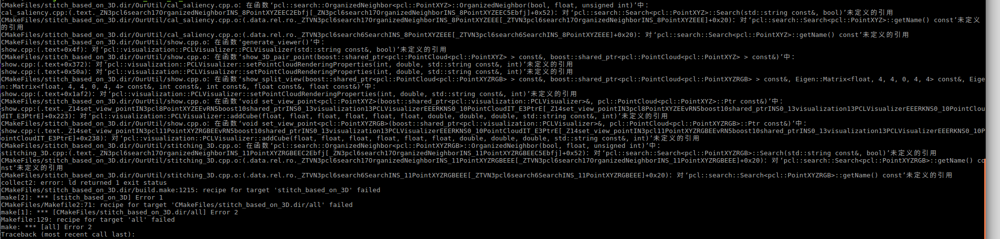 CMakeFiles/stitch_based_on_3D.dir/OurUtil/cal_saliency.cpp.o: 在函数‘pcl::search::OrganizedNeighbor<pcl::PointXYZ>::OrganizedNeighbor(bool, float, unsigned int)’中:
cal_saliency.cpp:(.text._ZN3pcl6search17OrganizedNeighborINS_8PointXYZEEC2Ebfj[_ZN3pcl6search17OrganizedNeighborINS_8PointXYZEEC5Ebfj]+0x52): 对‘pcl::search::Search<pcl::PointXYZ>::Search(std::string const&, bool)’未定义的引用
CMakeFiles/stitch_based_on_3D.dir/OurUtil/cal_saliency.cpp.o:(.data.rel.ro._ZTVN3pcl6search17OrganizedNeighborINS_8PointXYZEEE[_ZTVN3pcl6search17OrganizedNeighborINS_8PointXYZEEE]+0x20): 对‘pcl::search::Search<pcl::PointXYZ>::getName() const’未定义
的引用
CMakeFiles/stitch_based_on_3D.dir/OurUtil/cal_saliency.cpp.o:(.data.rel.ro._ZTVN3pcl6search6SearchINS_8PointXYZEEE[_ZTVN3pcl6search6SearchINS_8PointXYZEEE]+0x20): 对‘pcl::search::Search<pcl::PointXYZ>::getName() const’未定义的引用
CMakeFiles/stitch_based_on_3D.dir/OurUtil/show.cpp.o: 在函数‘generate_viewer()’中:
show.cpp:(.text+0x4f): 对‘pcl::visualization::PCLVisualizer::PCLVisualizer(std::string const&, bool)’未定义的引用
CMakeFiles/stitch_based_on_3D.dir/OurUtil/show.cpp.o: 在函数‘show_3D_pair_point(boost::shared_ptr<pcl::PointCloud<pcl::PointXYZ> > const&, boost::shared_ptr<pcl::PointCloud<pcl::PointXYZ> > const&)’中:
show.cpp:(.text+0x372): 对‘pcl::visualization::PCLVisualizer::setPointCloudRenderingProperties(int, double, std::string const&, int)’未定义的引用
show.cpp:(.text+0x50a): 对‘pcl::visualization::PCLVisualizer::setPointCloudRenderingProperties(int, double, std::string const&, int)’未定义的引用
CMakeFiles/stitch_based_on_3D.dir/OurUtil/show.cpp.o: 在函数‘show_split_view(boost::shared_ptr<pcl::PointCloud<pcl::PointXYZRGB> > const&, boost::shared_ptr<pcl::PointCloud<pcl::PointXYZRGB> > const&, Eigen::Matrix<float, 4, 4, 0, 4, 4> const&, Eige
n::Matrix<float, 4, 4, 0, 4, 4> const&, int const&, int const&, float const&, float const&)’中:
show.cpp:(.text+0x1af2): 对‘pcl::visualization::PCLVisualizer::setPointCloudRenderingProperties(int, double, std::string const&, int)’未定义的引用
CMakeFiles/stitch_based_on_3D.dir/OurUtil/show.cpp.o: 在函数‘void set_view_point<pcl::PointXYZ>(boost::shared_ptr<pcl::visualization::PCLVisualizer>&, pcl::PointCloud<pcl::PointXYZ>::Ptr const&)’中:
show.cpp:(.text._Z14set_view_pointIN3pcl8PointXYZEEvRN5boost10shared_ptrINS0_13visualization13PCLVisualizerEEERKNS0_10PointCloudIT_E3PtrE[_Z14set_view_pointIN3pcl8PointXYZEEvRN5boost10shared_ptrINS0_13visualization13PCLVisualizerEEERKNS0_10PointClou
dIT_E3PtrE]+0x223): 对‘pcl::visualization::PCLVisualizer::addCube(float, float, float, float, float, float, double, double, double, std::string const&, int)’未定义的引用
CMakeFiles/stitch_based_on_3D.dir/OurUtil/show.cpp.o: 在函数‘void set_view_point<pcl::PointXYZRGB>(boost::shared_ptr<pcl::visualization::PCLVisualizer>&, pcl::PointCloud<pcl::PointXYZRGB>::Ptr const&)’中:
show.cpp:(.text._Z14set_view_pointIN3pcl11PointXYZRGBEEvRN5boost10shared_ptrINS0_13visualization13PCLVisualizerEEERKNS0_10PointCloudIT_E3PtrE[_Z14set_view_pointIN3pcl11PointXYZRGBEEvRN5boost10shared_ptrINS0_13visualization13PCLVisualizerEEERKNS0_10P
ointCloudIT_E3PtrE]+0x238): 对‘pcl::visualization::PCLVisualizer::addCube(float, float, float, float, float, float, double, double, double, std::string const&, int)’未定义的引用
CMakeFiles/stitch_based_on_3D.dir/OurUtil/stitching_3D.cpp.o: 在函数‘pcl::search::OrganizedNeighbor<pcl::PointXYZRGB>::OrganizedNeighbor(bool, float, unsigned int)’中:
stitching_3D.cpp:(.text._ZN3pcl6search17OrganizedNeighborINS_11PointXYZRGBEEC2Ebfj[_ZN3pcl6search17OrganizedNeighborINS_11PointXYZRGBEEC5Ebfj]+0x52): 对‘pcl::search::Search<pcl::PointXYZRGB>::Search(std::string const&, bool)’未定义的引用
CMakeFiles/stitch_based_on_3D.dir/OurUtil/stitching_3D.cpp.o:(.data.rel.ro._ZTVN3pcl6search17OrganizedNeighborINS_11PointXYZRGBEEE[_ZTVN3pcl6search17OrganizedNeighborINS_11PointXYZRGBEEE]+0x20): 对‘pcl::search::Search<pcl::PointXYZRGB>::getName() co
nst’未定义的引用
CMakeFiles/stitch_based_on_3D.dir/OurUtil/stitching_3D.cpp.o:(.data.rel.ro._ZTVN3pcl6search6SearchINS_11PointXYZRGBEEE[_ZTVN3pcl6search6SearchINS_11PointXYZRGBEEE]+0x20): 对‘pcl::search::Search<pcl::PointXYZRGB>::getName() const’未定义的引用
collect2: error: ld returned 1 exit status
CMakeFiles/stitch_based_on_3D.dir/build.make:1215: recipe for target 'stitch_based_on_3D' failed
make[2]: *** [stitch_based_on_3D] Error 1
CMakeFiles/Makefile2:71: recipe for target 'CMakeFiles/stitch_based_on_3D.dir/all' failed
make[1]: *** [CMakeFiles/stitch_based_on_3D.dir/all] Error 2
Makefile:129: recipe for target 'all' failed
make: *** [all] Error 2
Traceback (most recent call last):